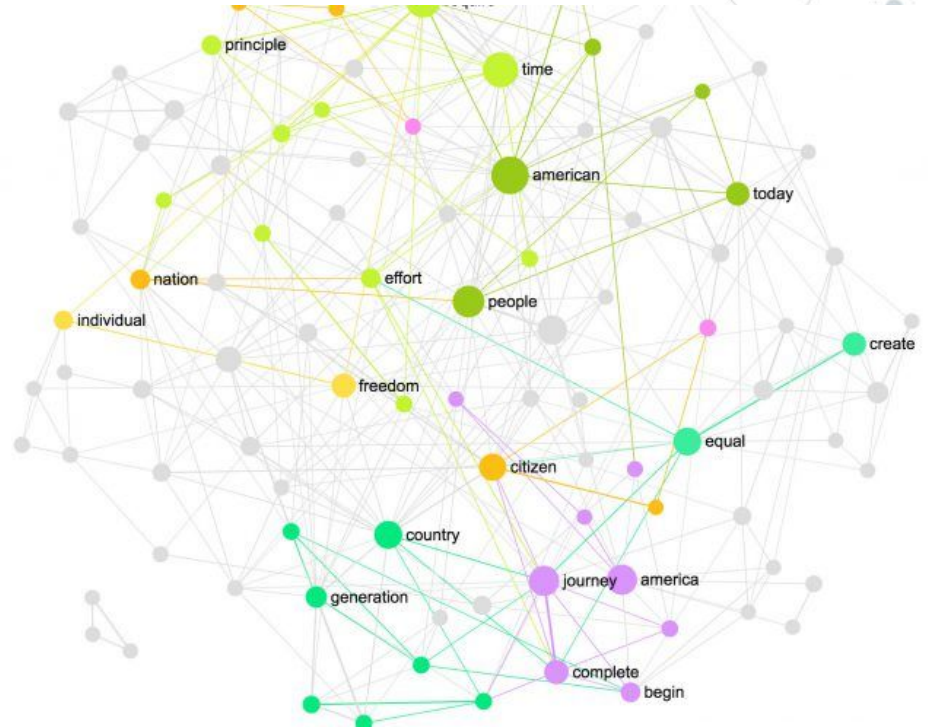 principle
time
american
today
nation
effort
people
individual
create
freedom
equal
citizen
country
journey
america
generation
complete
begin